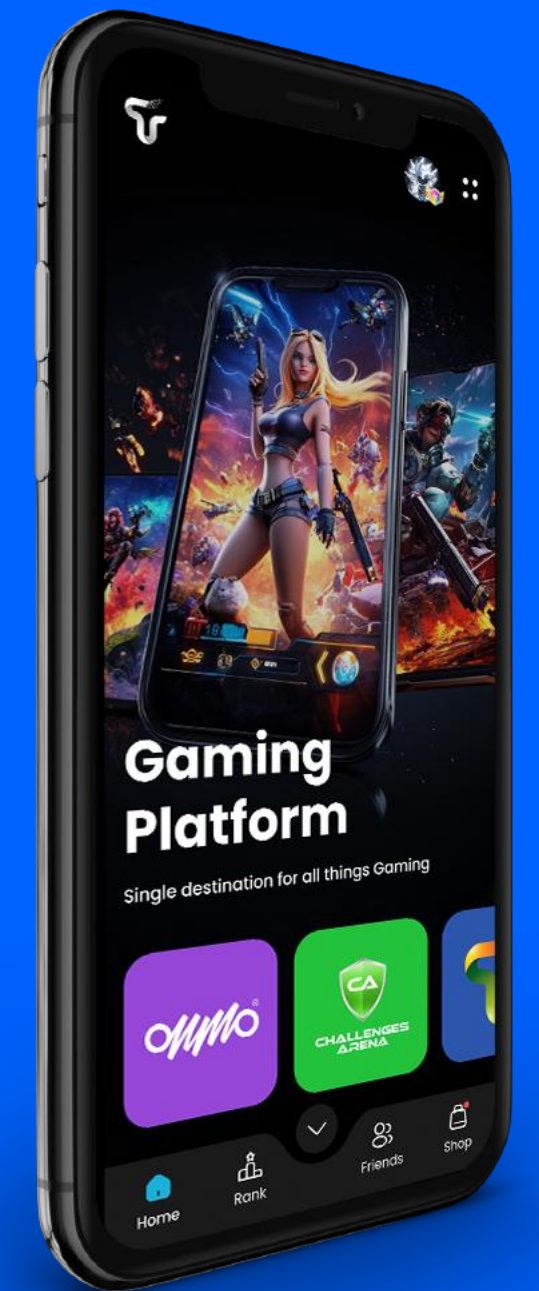 Gaming
Platform
Single destination for all things Gaming
OMMO®
CA
CHALLENGES
ARENA
Home
Rank
Friends
Shop